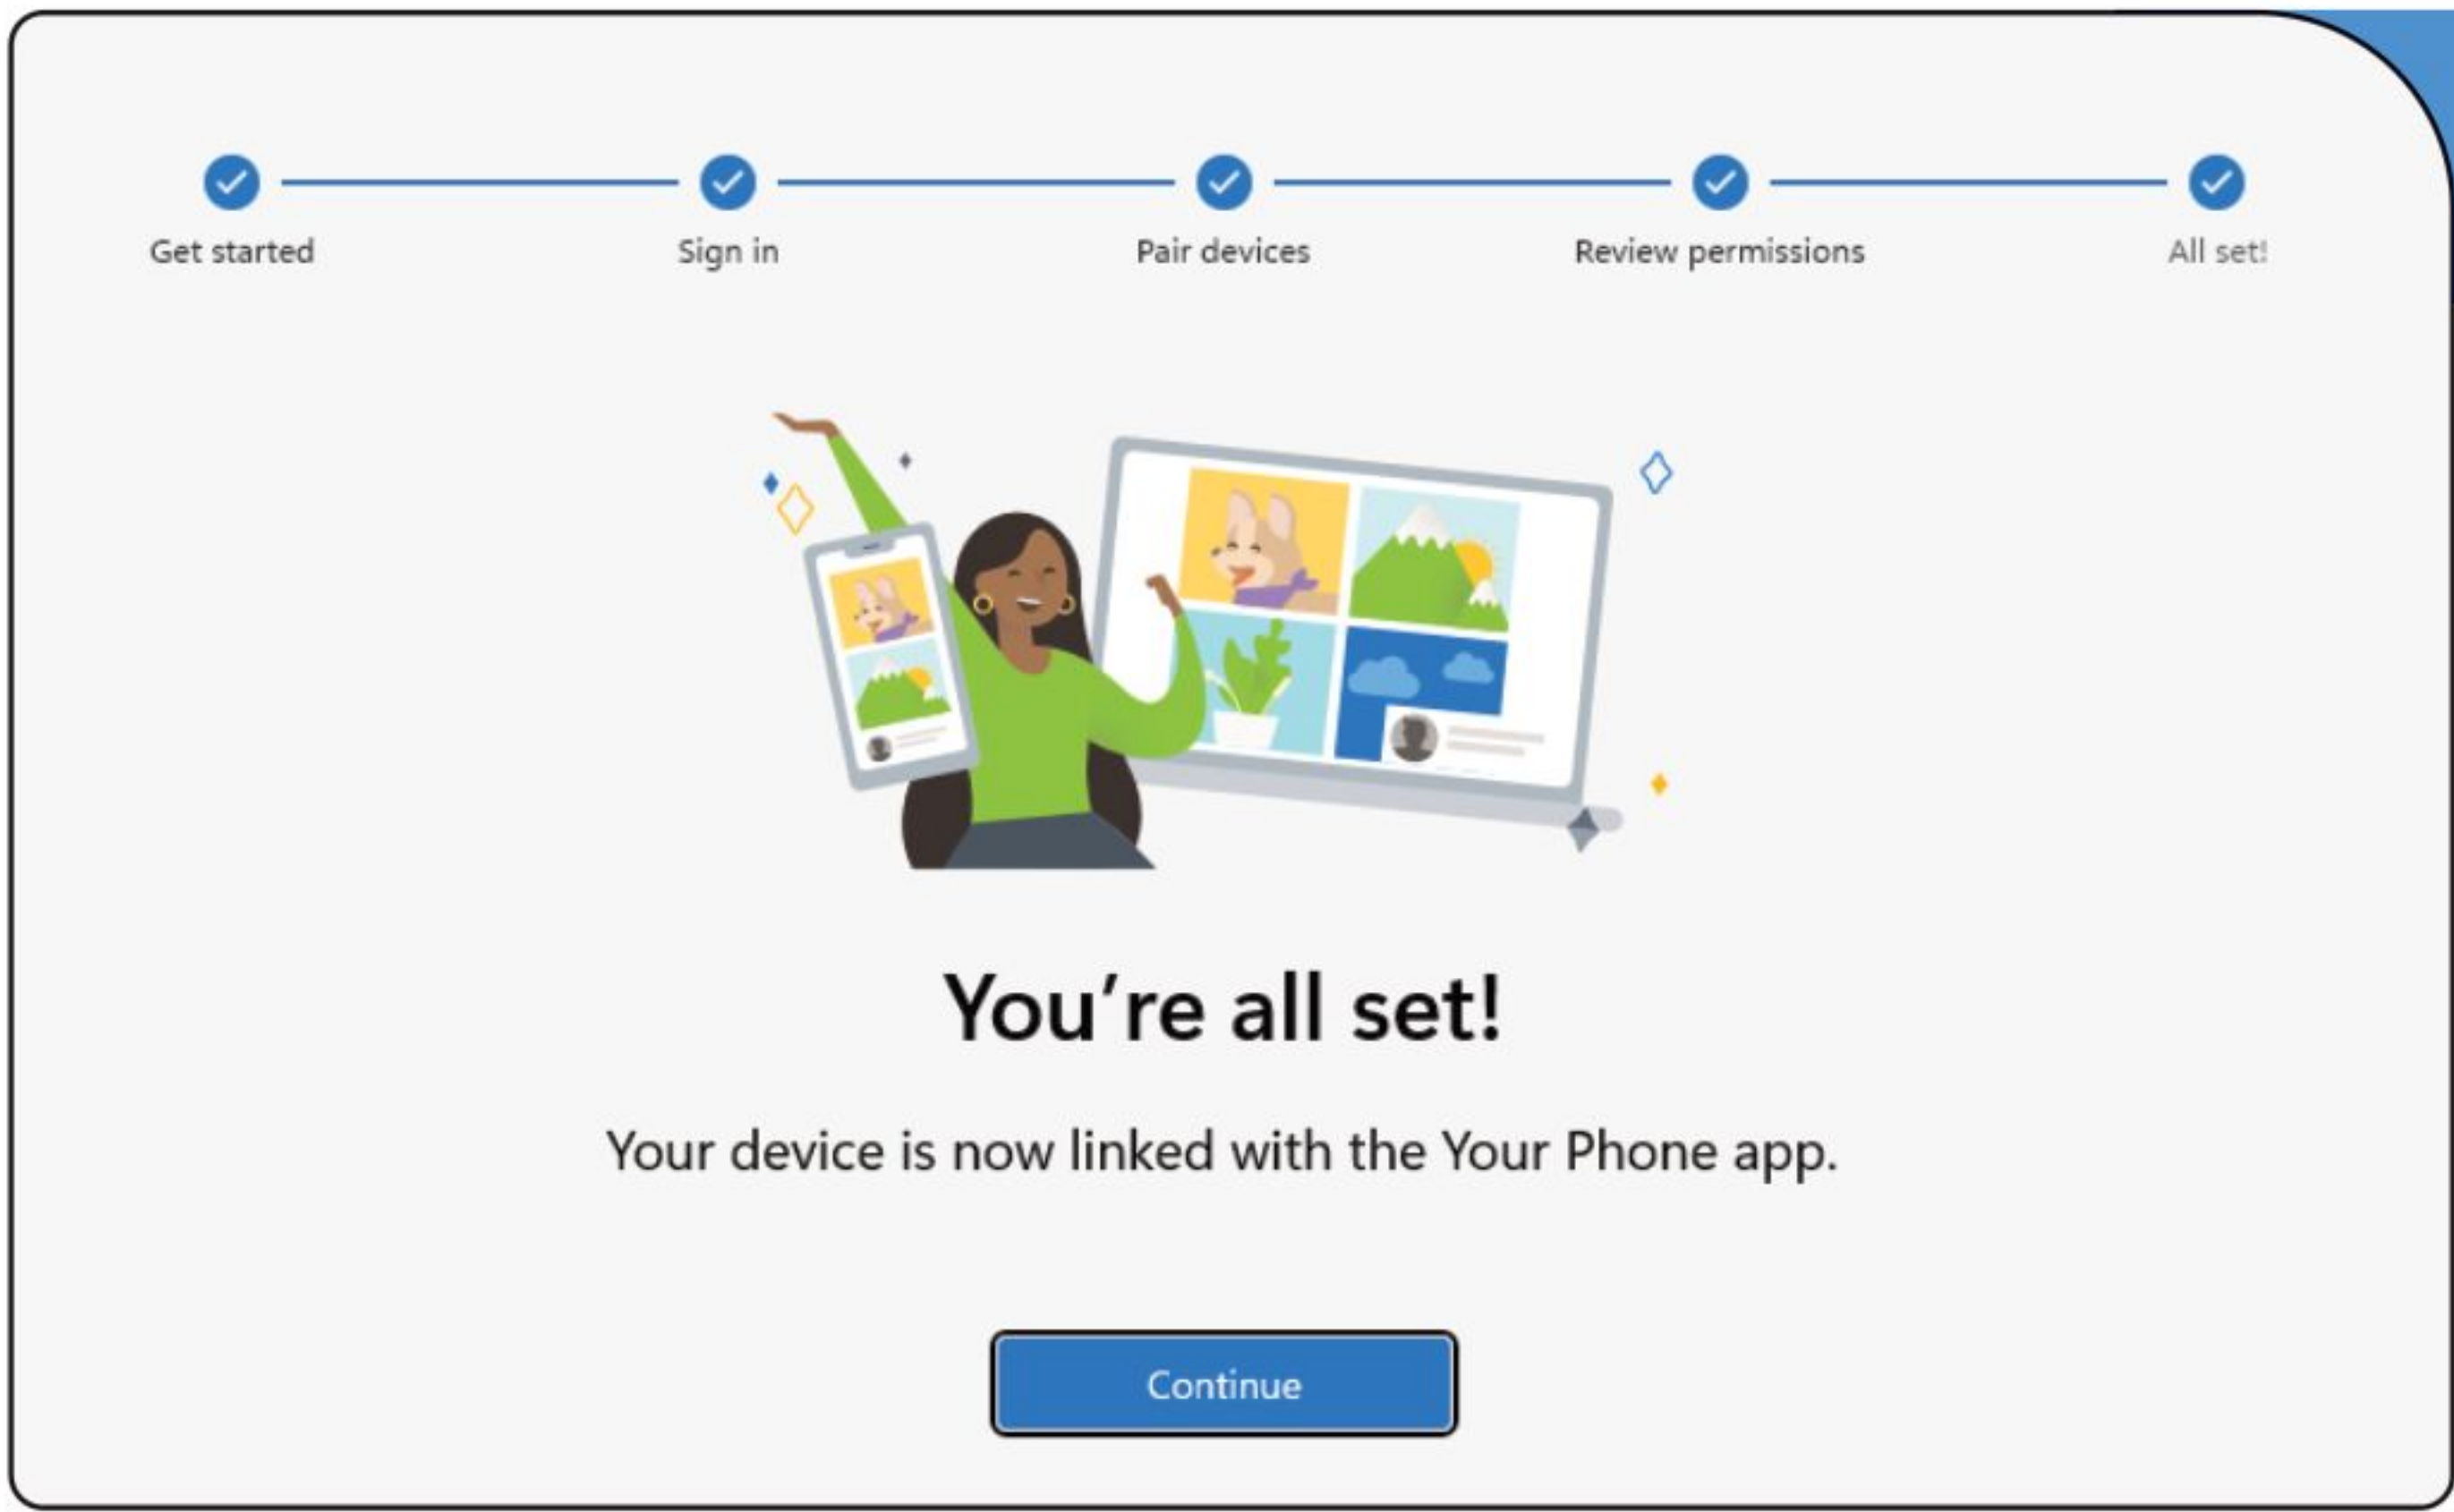 Get started
Sign in
Pair devices
Review permissions
All set!
You’re all set!
Your device is now linked with the Your Phone app.
Continue